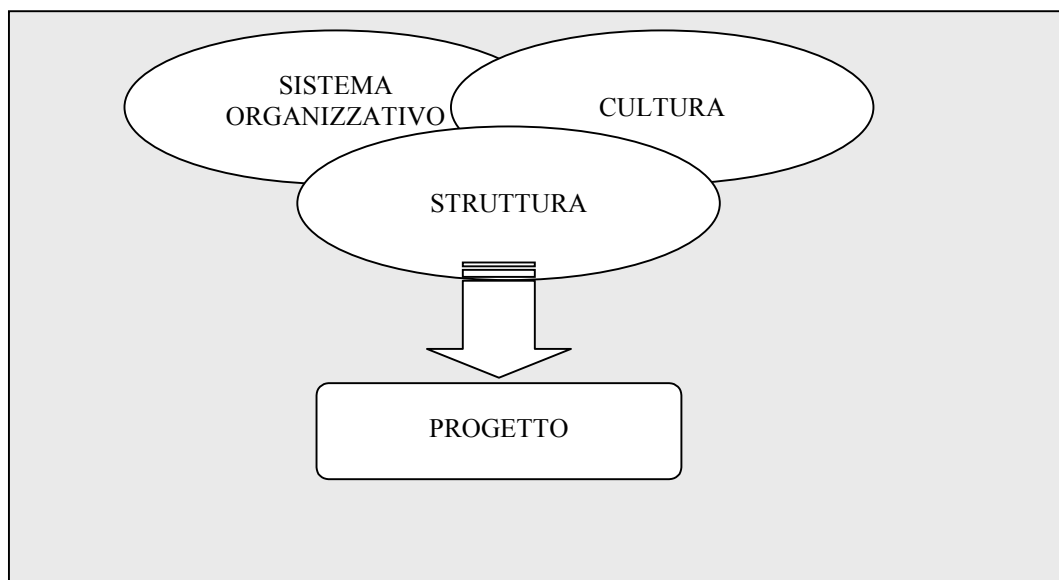 SISTEMA
ORGANIZZATIVO
CULTURA
STRUTTURA
PROGETTO